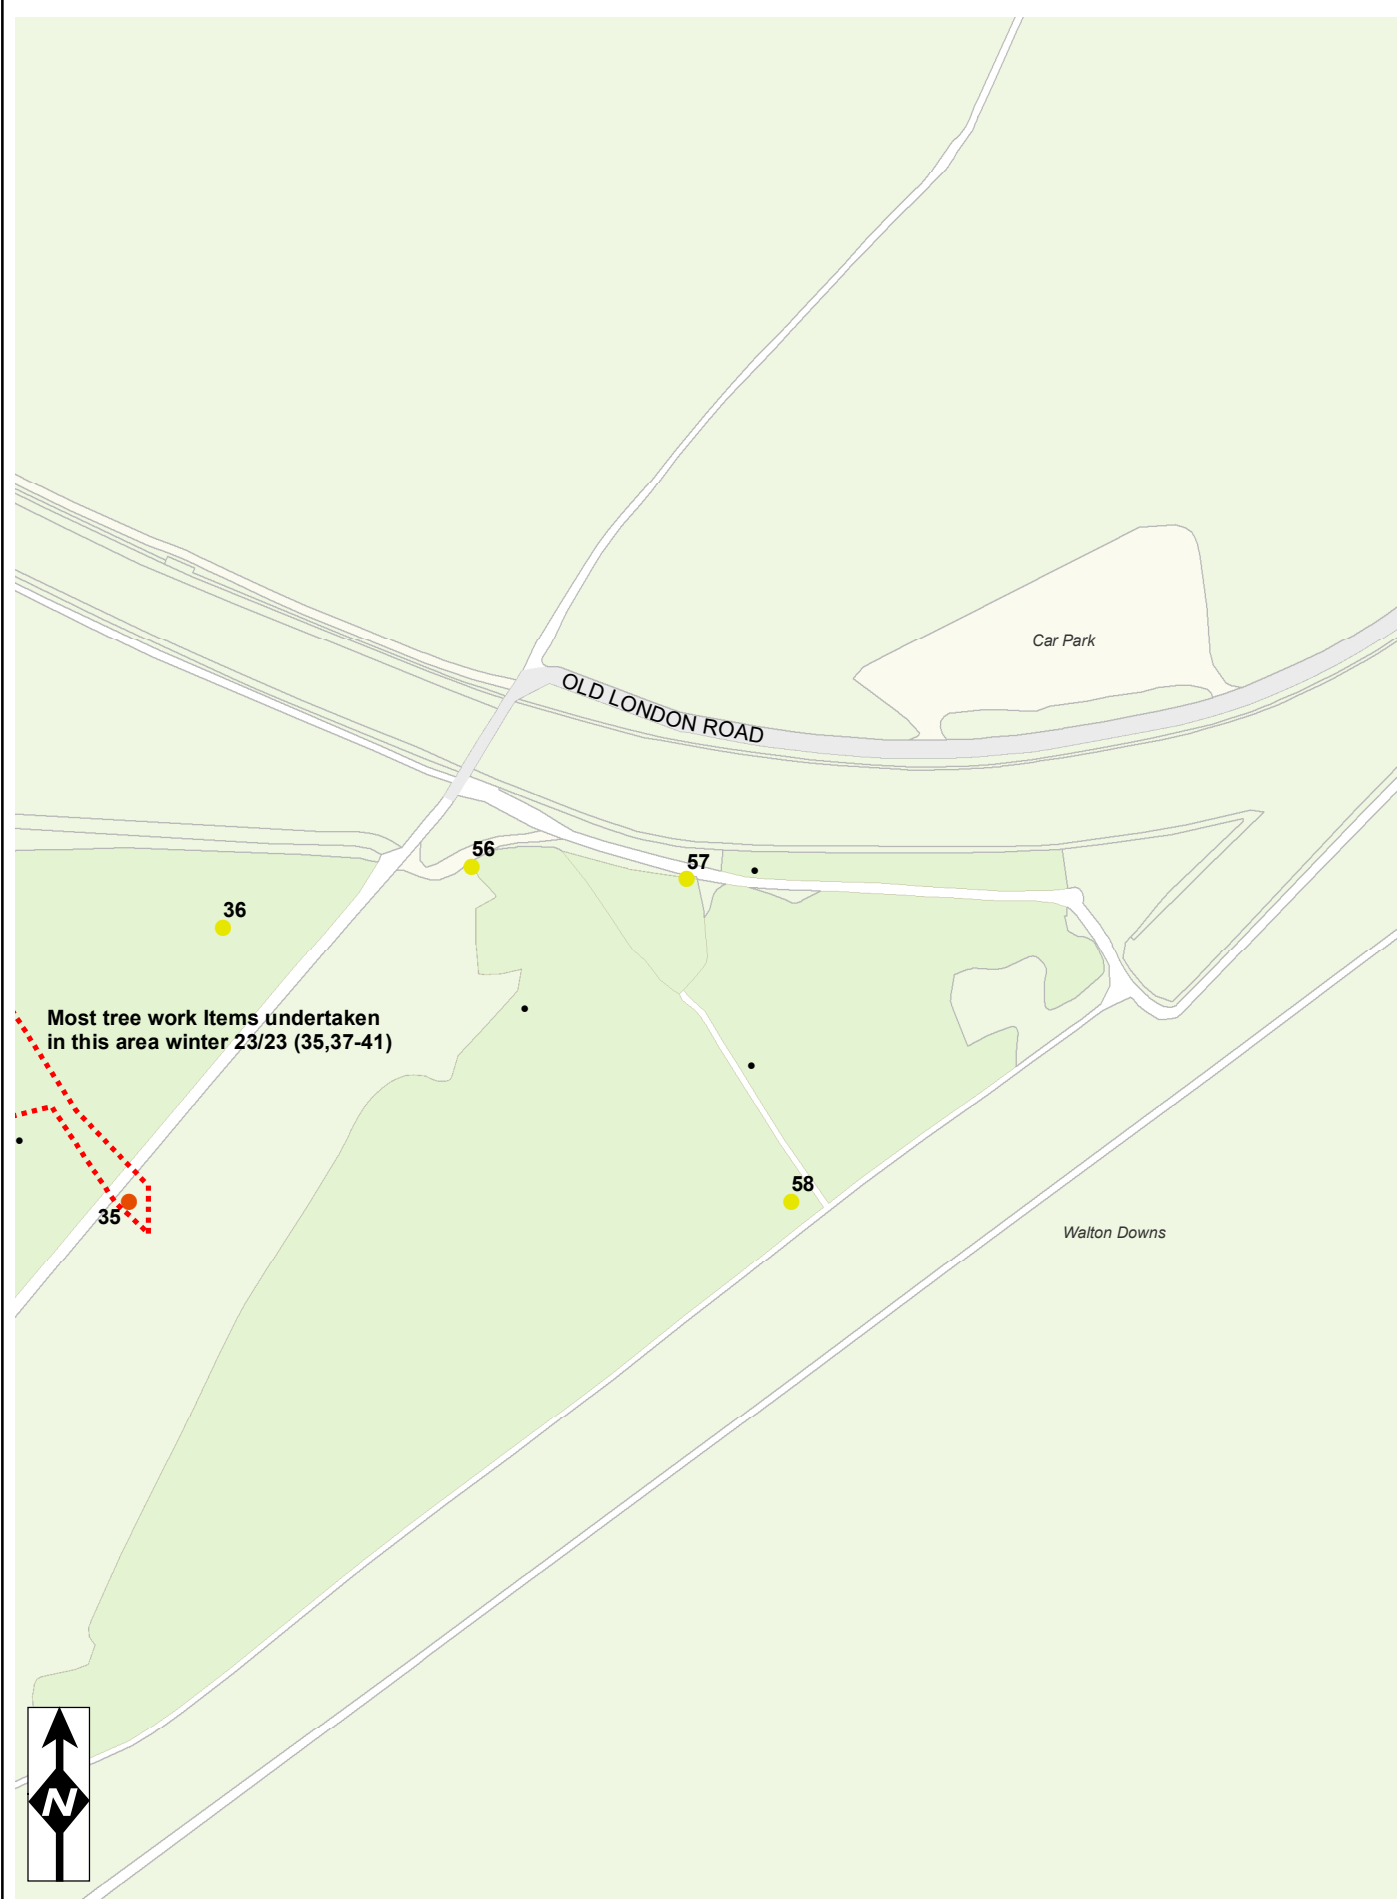 Car Park
OLD LONDON ROAD
56
57
36
Most tree work Items undertaken
in this area winter 23/23 (35,37-41)
58
35
Walton Downs
N